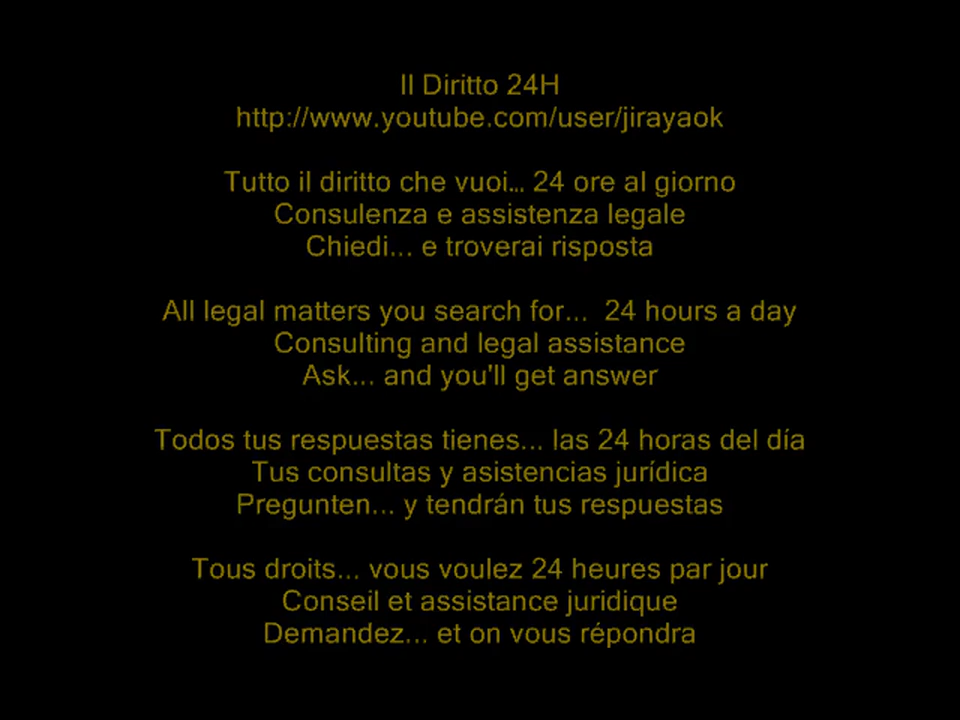 Il Diritto 24H
http://www.youtube.com/user/jirayaok
Tutto il diritto che vuoi... 24 ore al giorno
Consulenza e assistenza legale
Chiedi... e troverai risposta
All legal matters you search for... 24 hours a day
Consulting and legal assistance
Ask... and you'll get answer
Todos tus respuestas tienes... las 24 horas del día
Tus consultas y asistencias jurídica
Pregunten... y tendrán tus respuestas
Tous droits... vous voulez 24 heures par jour
Conseil et assistance juridique
Demandez... et on vous répondra